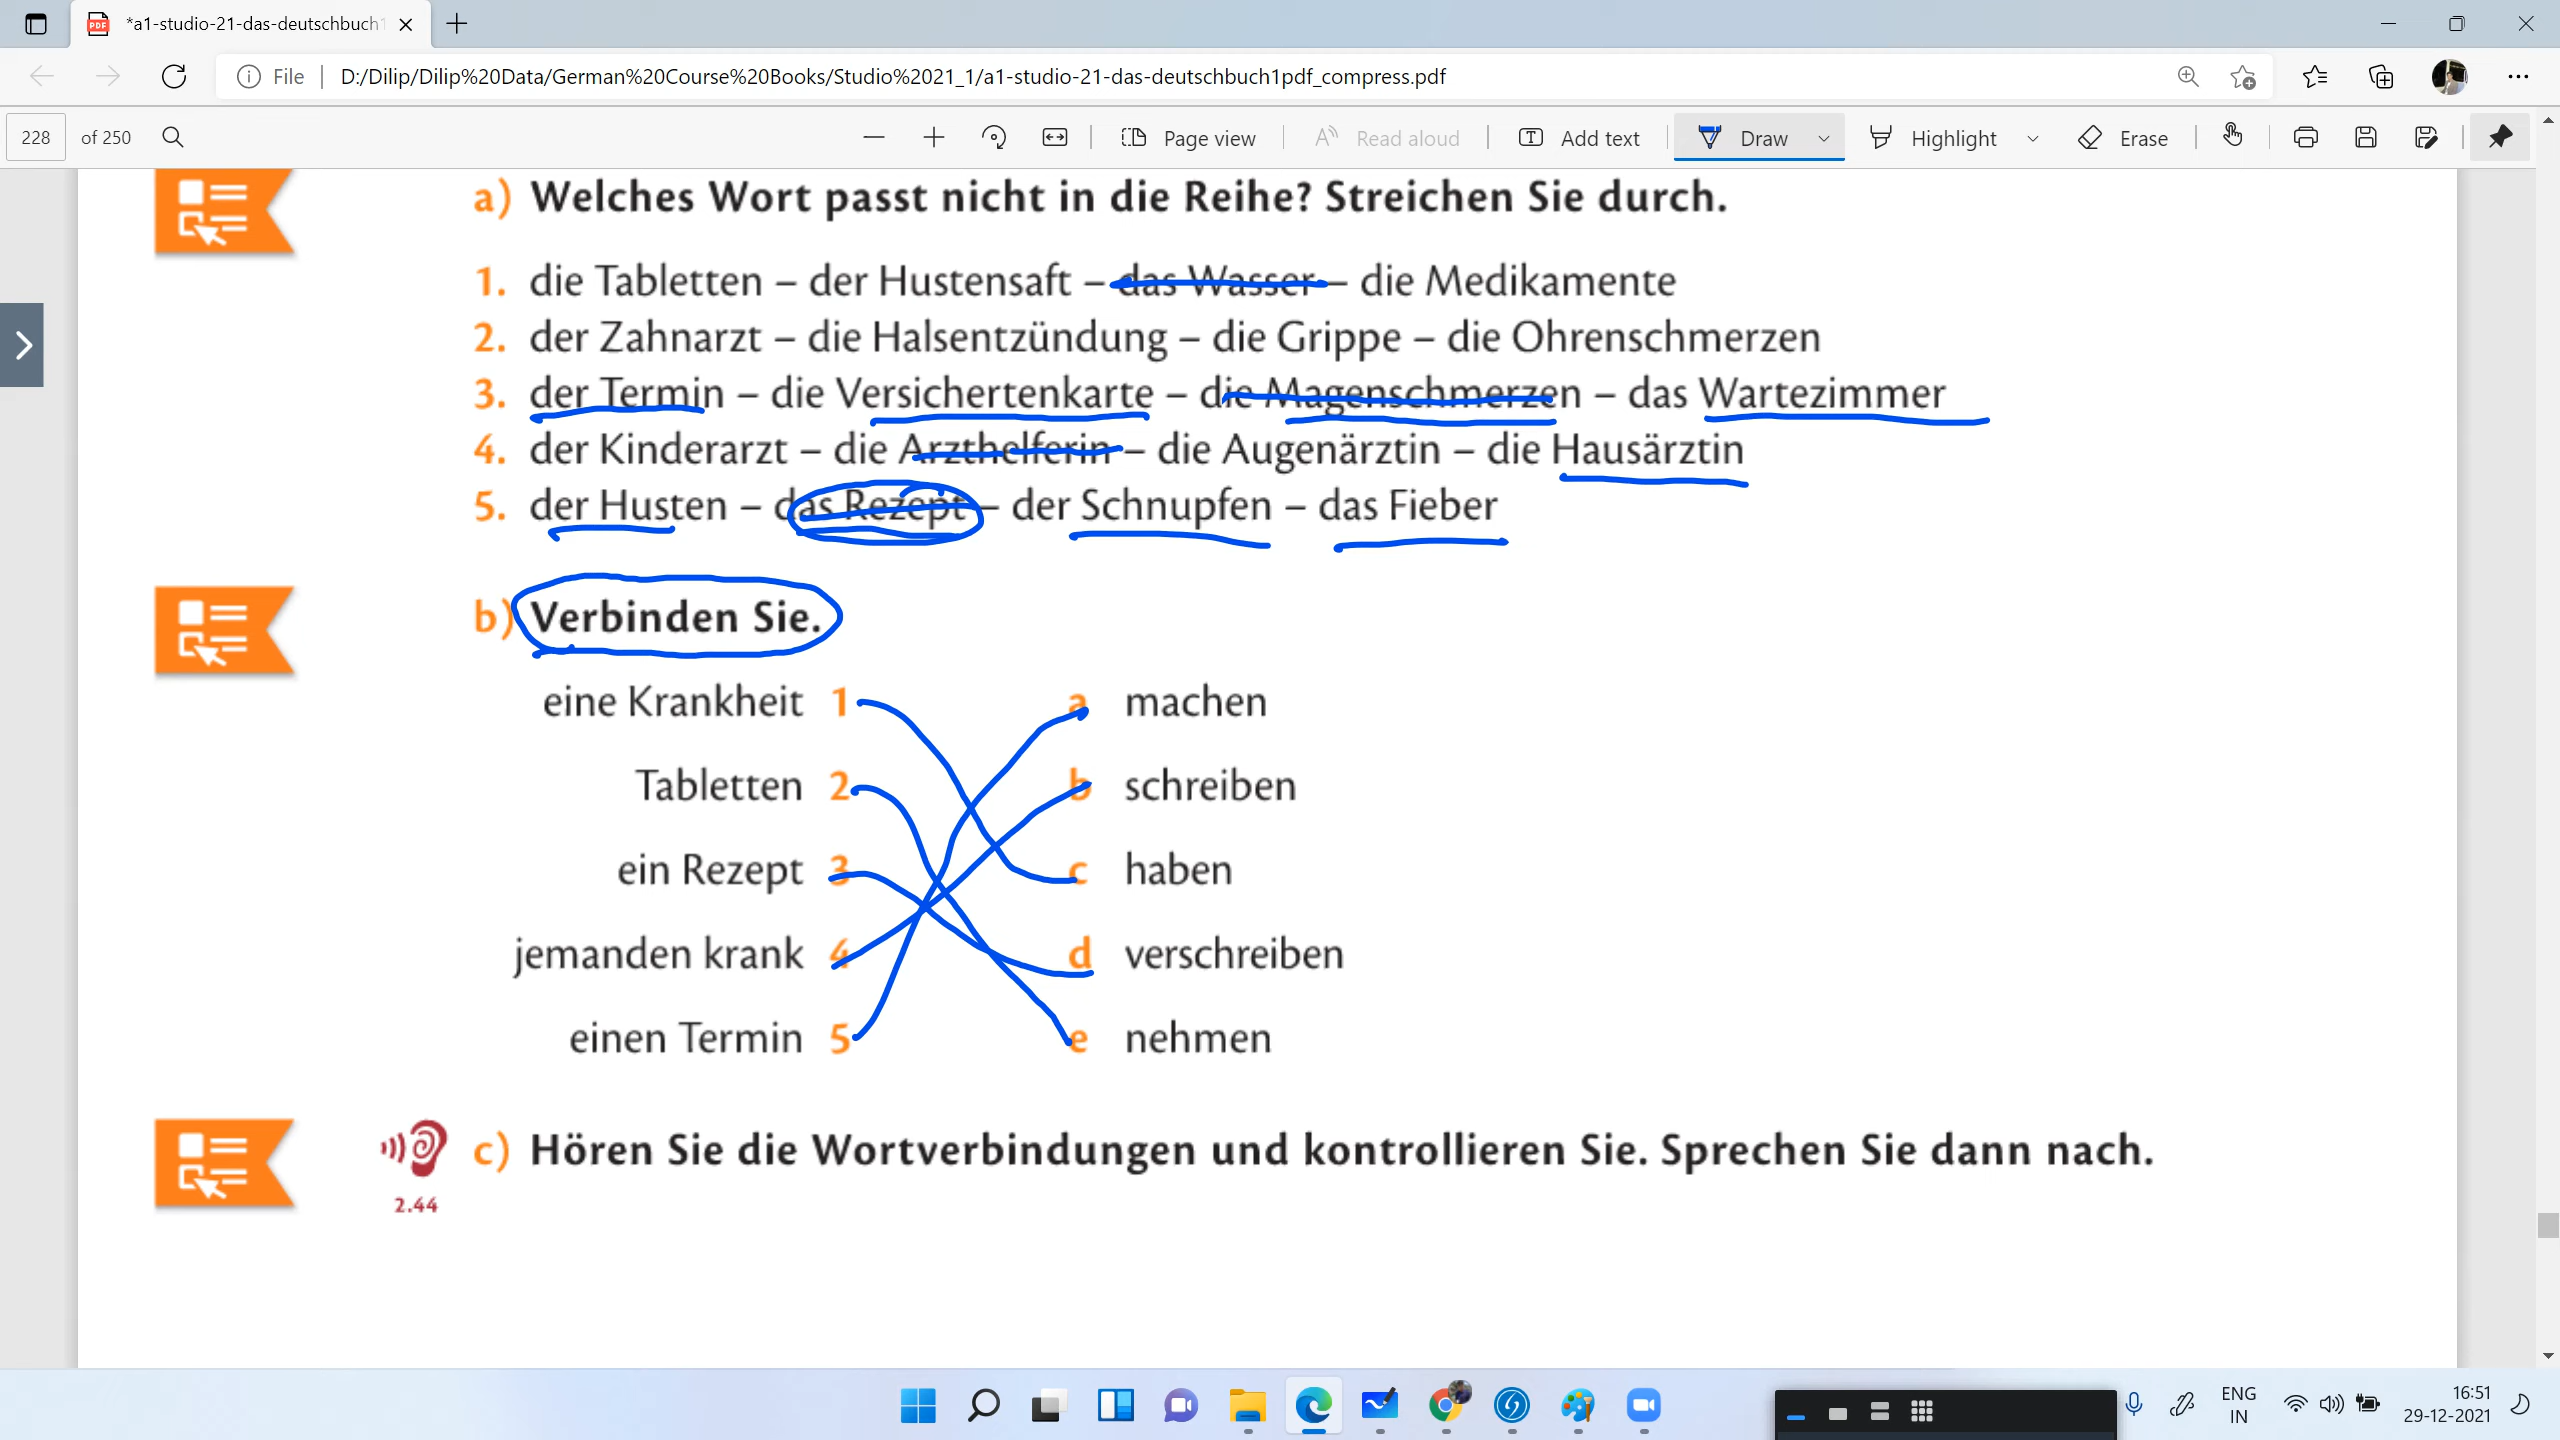 *a1-studio-21-das-deutschbuch1
File D:/Dilip/Dilip%20Data/German%20Course%20Books/Studio%2021_1/a1-studio-21-das-deutschbuch1pdf_compress.pdf
228 of 250 Page view Read aloud Add text Draw Highlight Erase
a) Welches Wort passt nicht in die Reihe? Streichen Sie durch.
1. die Tabletten – der Hustensaft – das Wasser – die Medikamente
2. der Zahnarzt – die Halsentzündung – die Grippe – die Ohrenschmerzen
3. der Termin – die Versichertenkarte – die Magenschmerzen – das Wartezimmer
4. der Kinderarzt – die Arzthelferin – die Augenärztin – die Hausärztin
5. der Husten – das Rezept – der Schnupfen – das Fieber
b) Verbinden Sie.
eine Krankheit 1 a machen
Tabletten 2 b schreiben
ein Rezept 3 c haben
jemanden krank 4 d verschreiben
einen Termin 5 e nehmen
2.44 c) Hören Sie die Wortverbindungen und kontrollieren Sie. Sprechen Sie dann nach.
ENG 16:51
IN 29-12-2021